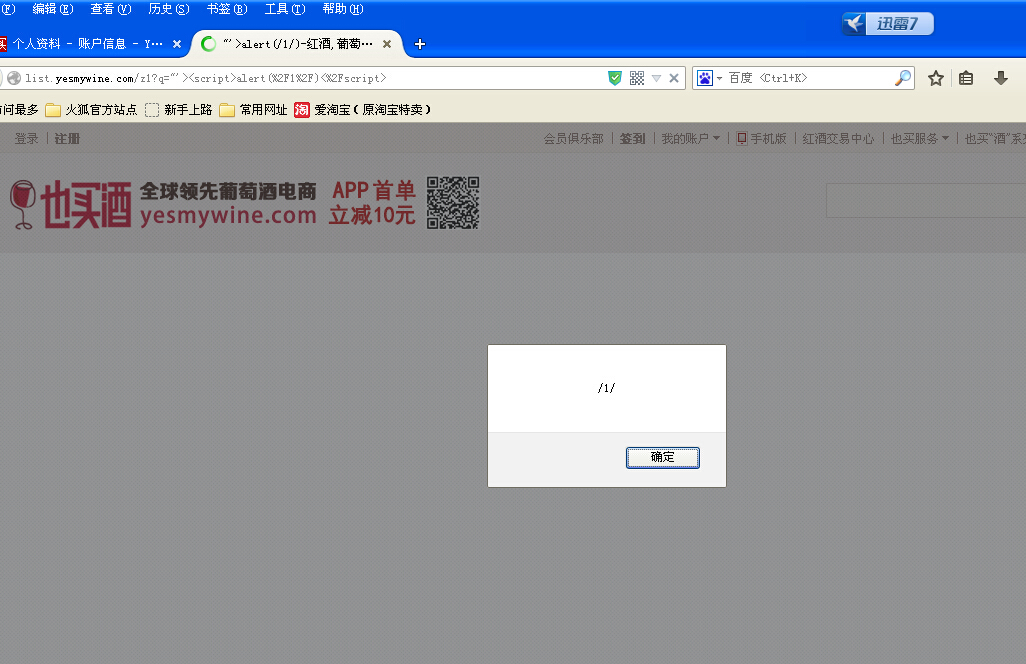 (F) 编辑(E) 查看(V) 历史(S) 书签(B) 工具(T) 帮助(H)
迅雷7
买 个人资料 - 账户信息 - Y… × "' >alert(/1/)-红酒,葡萄… × +
list.yesmywine.com/z1?q="'><script>alert(%2F1%2F)<%2Fscript> 百度 <Ctrl+K>
问最多 火狐官方站点 新手上路 常用网址 淘 爱淘宝(原淘宝特卖)
登录 | 注册 会员俱乐部 | 签到 | 我的账户 | 手机版 | 红酒交易中心 | 也买服务 | 也买"酒"系
也买酒 全球领先葡萄酒电商 APP首单
yesmywine.com 立减10元
/1/
确定